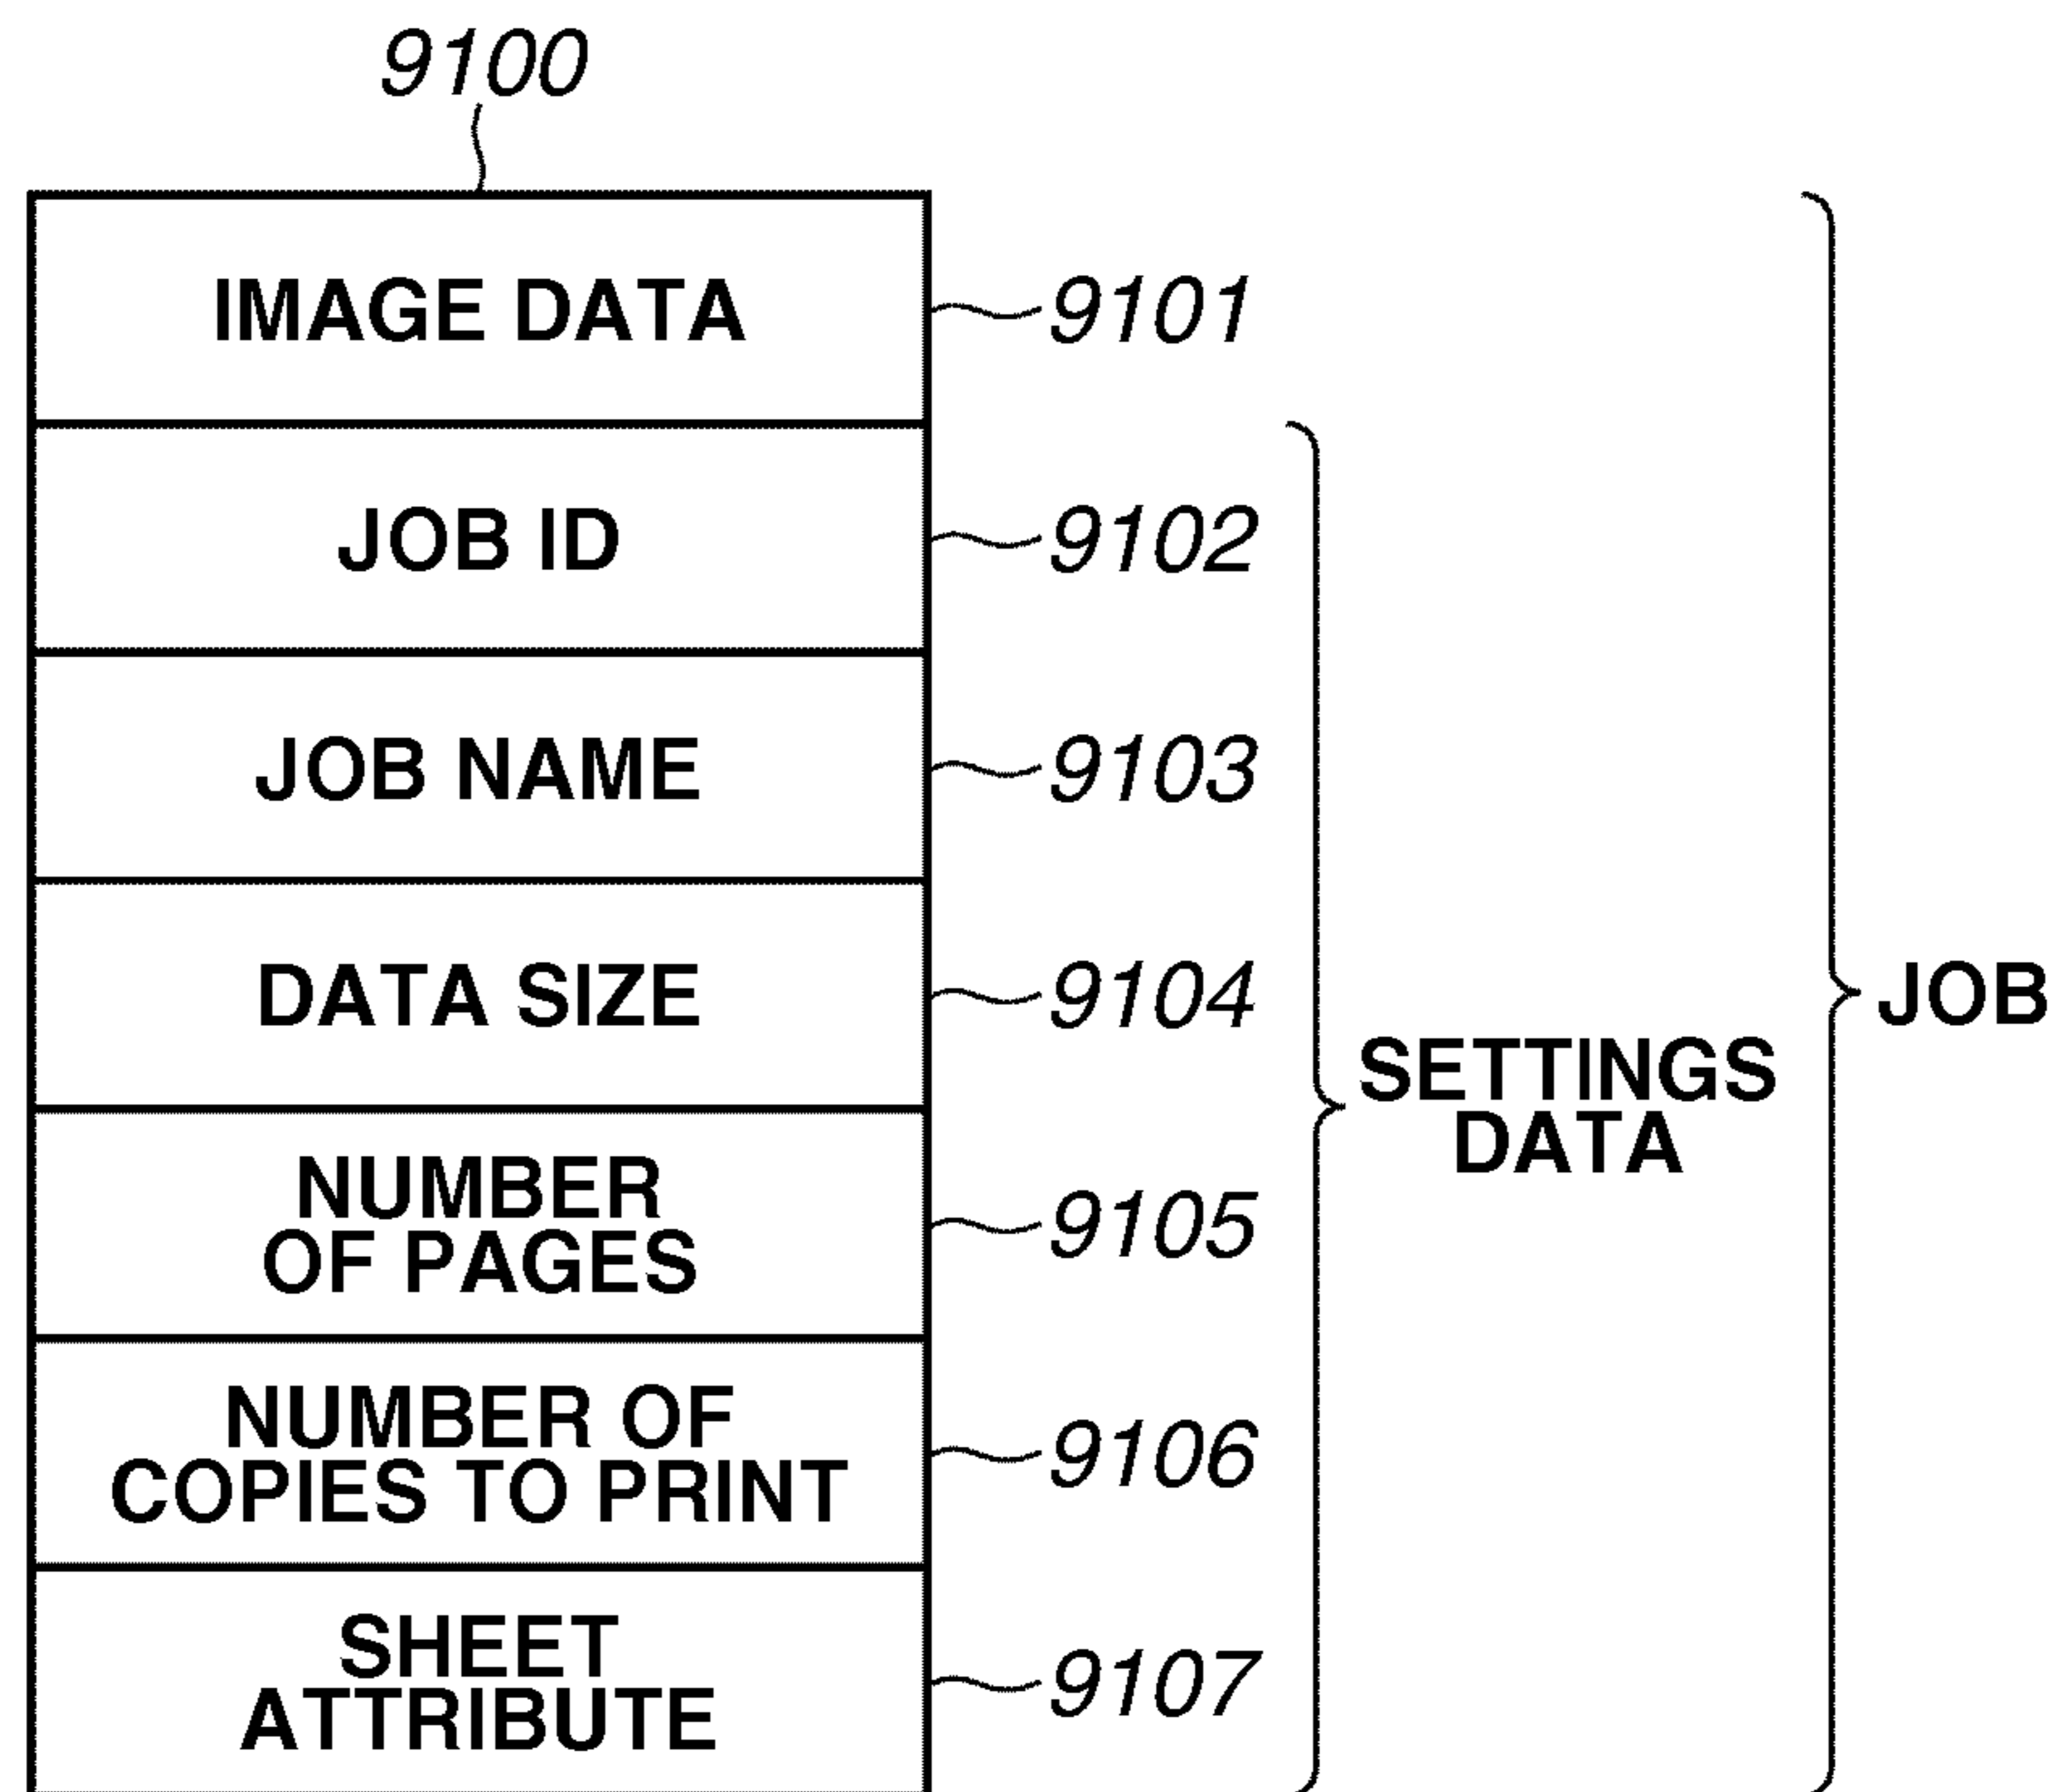 9100
IMAGE DATA
9101
JOB ID
9102
JOB NAME
9103
DATA SIZE
9104
NUMBER
OF PAGES
9105
NUMBER OF
COPIES TO PRINT
9106
SHEET
ATTRIBUTE
9107
SETTINGS
DATA
JOB